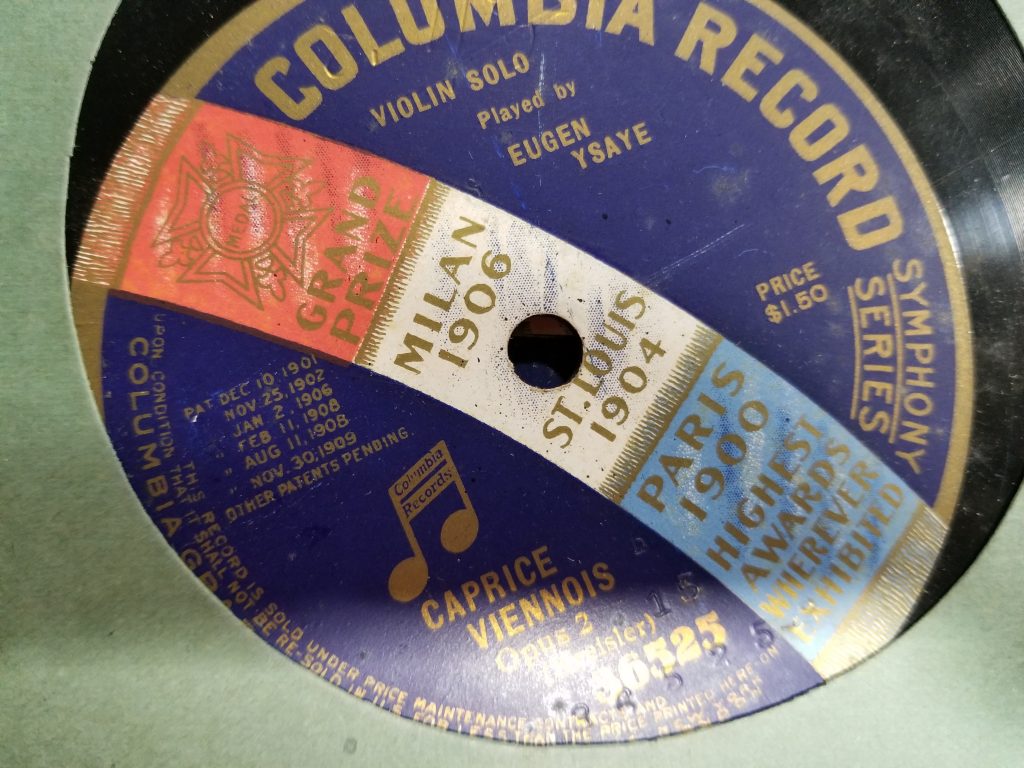 COLUMBIA RECORD
VIOLIN SOLO
Played by
EUGEN
YSAYE
SYMPHONY
SERIES
PRICE
$1.50
MEDAL
GRAND
PRIZE
MILAN
1906
ST. LOUIS
1904
PARIS
1900
HIGHEST
AWARDS
WHEREVER
EXHIBITED
PAT DEC 10, 1901
NOV. 25, 1902
" JAN 2, 1906
" FEB 11, 1908
" AUG 11, 1908
" NOV. 30, 1909
OTHER PATENTS PENDING.
Columbia
Records
CAPRICE
VIENNOIS
Opus 2
36525
THIS RECORD IS SOLD UNDER PRICE MAINTENANCE CONTRACTS AND
UPON CONDITION THAT IT SHALL NOT BE RE-SOLD IN U.S. FOR LESS THAN THE PRICE PRINTED HERE ON
COLUMBIA